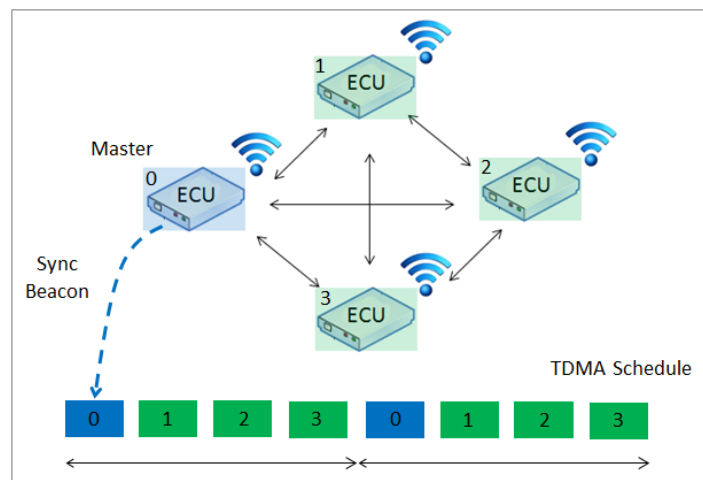 1
ECU
Master
0
ECU
2
ECU
Sync
Beacon
3
ECU
TDMA Schedule
0 1 2 3 0 1 2 3